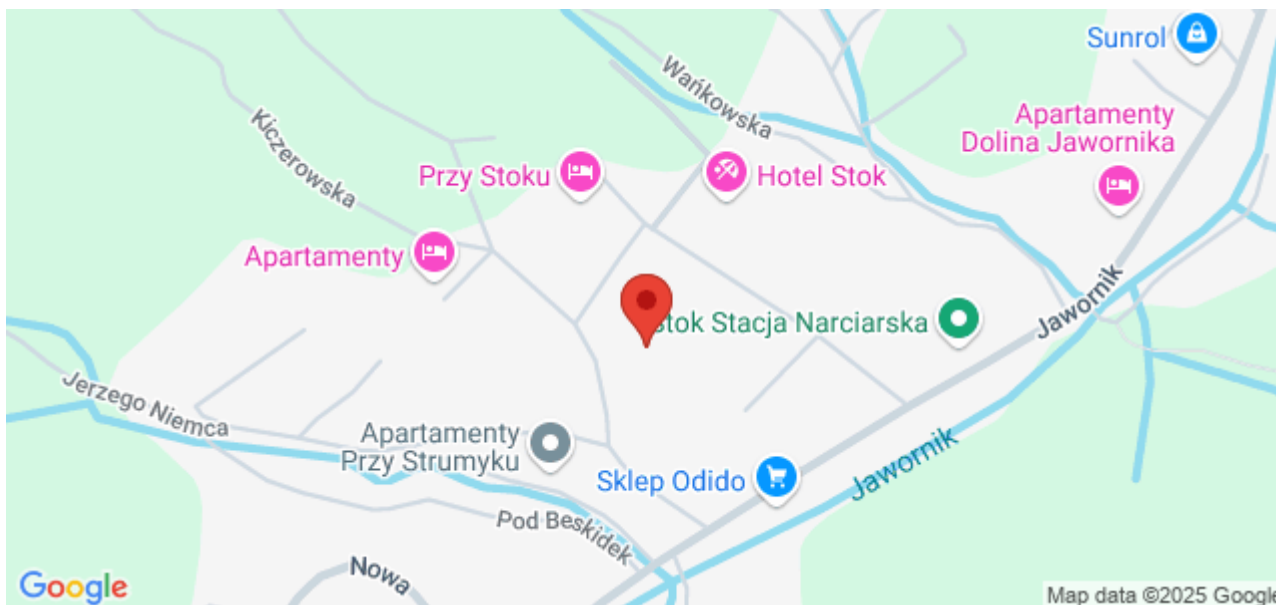 Sunrol
Wańkowska
Apartamenty
Dolina Jawornika
Kiczerowska
Przy Stoku
Hotel Stok
Apartamenty
Jawornik
stok Stacja Narciarska
Jerzego Niemca
Apartamenty
Przy Strumyku
Jawornik
Sklep Odido
Pod Beskidek
Nowa
Google
Map data ©2025 Google